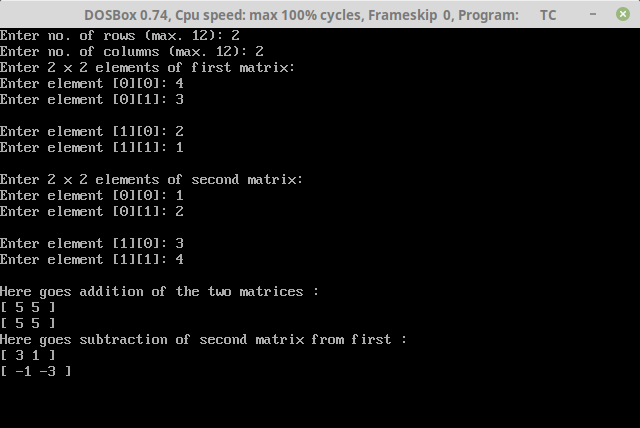 DOSBox 0.74, Cpu speed: max 100% cycles, Frameskip 0, Program: TC
Enter no. of rows (max. 12): 2
Enter no. of columns (max. 12): 2
Enter 2 x 2 elements of first matrix:
Enter element [0][0]: 4
Enter element [0][1]: 3
Enter element [1][0]: 2
Enter element [1][1]: 1
Enter 2 x 2 elements of second matrix:
Enter element [0][0]: 1
Enter element [0][1]: 2
Enter element [1][0]: 3
Enter element [1][1]: 4
Here goes addition of the two matrices :
[ 5 5 ]
[ 5 5 ]
Here goes subtraction of second matrix from first :
[ 3 1 ]
[ -1 -3 ]